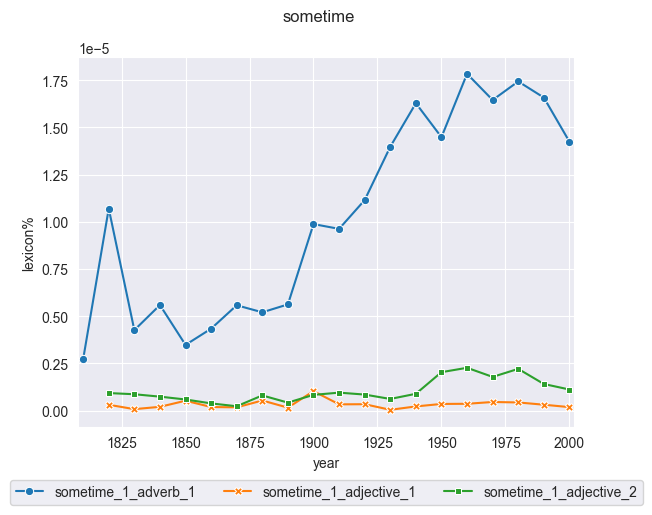 sometime
1e−5
1.75
1.50
1.25
1.00
0.75
0.50
0.25
0.00
lexicon%
1825 1850 1875 1900 1925 1950 1975 2000
year
sometime_1_adverb_1 sometime_1_adjective_1 sometime_1_adjective_2